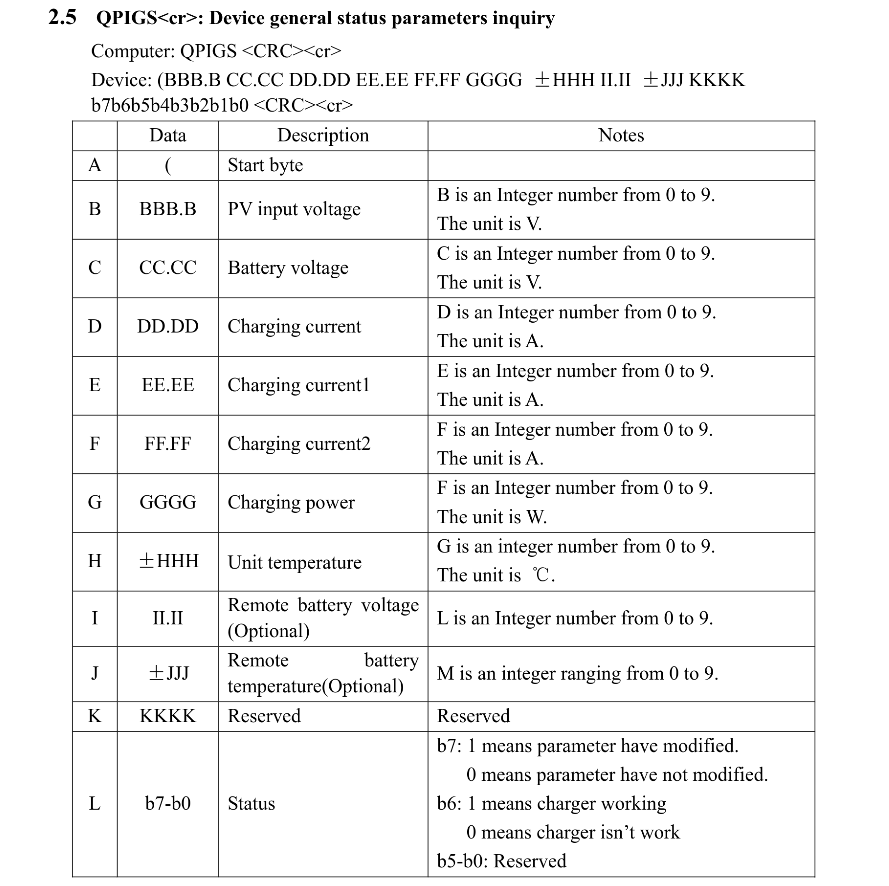 2.5 QPIGS<cr>: Device general status parameters inquiry
Computer: QPIGS <CRC><cr>
Device: (BBB.B CC.CC DD.DD EE.EE FF.FF GGGG ±HHH II.II ±JJJ KKKK
b7b6b5b4b3b2b1b0 <CRC><cr>
Data Description Notes
A ( Start byte
B BBB.B PV input voltage B is an Integer number from 0 to 9.
The unit is V.
C CC.CC Battery voltage C is an Integer number from 0 to 9.
The unit is V.
D DD.DD Charging current D is an Integer number from 0 to 9.
The unit is A.
E EE.EE Charging current1 E is an Integer number from 0 to 9.
The unit is A.
F FF.FF Charging current2 F is an Integer number from 0 to 9.
The unit is A.
G GGGG Charging power F is an Integer number from 0 to 9.
The unit is W.
H ±HHH Unit temperature G is an integer number from 0 to 9.
The unit is ℃.
I II.II Remote battery voltage
(Optional) L is an Integer number from 0 to 9.
J ±JJJ Remote battery
temperature(Optional) M is an integer ranging from 0 to 9.
K KKKK Reserved Reserved
L b7-b0 Status b7: 1 means parameter have modified.
0 means parameter have not modified.
b6: 1 means charger working
0 means charger isn't work
b5-b0: Reserved